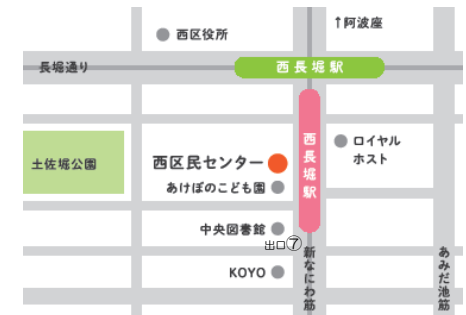 ↑阿波座
西区役所
長堀通り
西長堀駅
西長堀駅
ロイヤル
ホスト
土佐堀公園
西区民センター
あけぼのこども園
中央図書館
出口⑦
新なにわ筋
あみだ池筋
KOYO